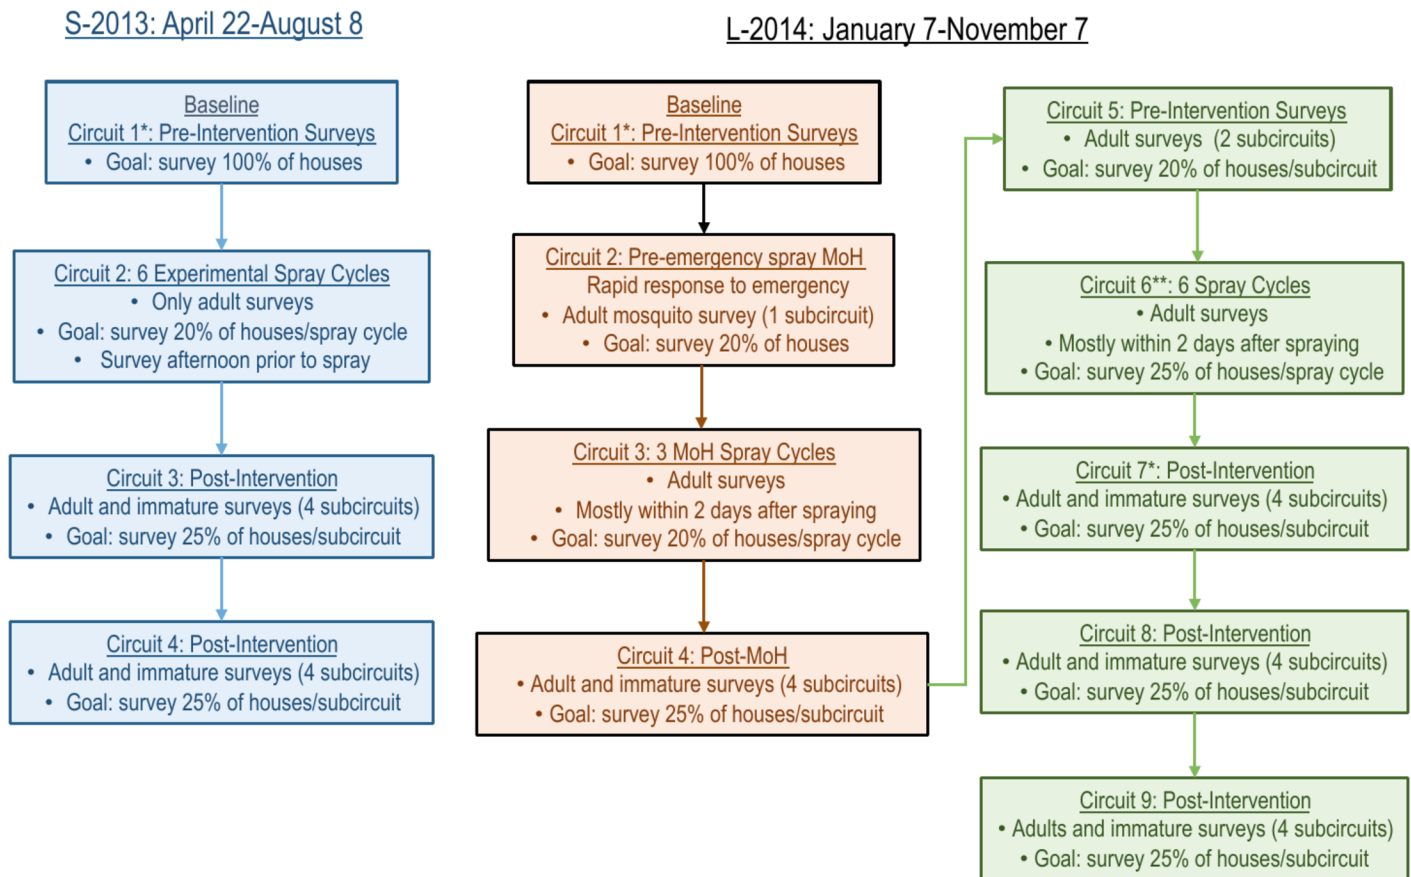 S-2013: April 22-August 8
Baseline
Circuit 1*: Pre-Intervention Surveys
• Goal: survey 100% of houses
Circuit 2: 6 Experimental Spray Cycles
• Only adult surveys
• Goal: survey 20% of houses/spray cycle
• Survey afternoon prior to spray
Circuit 3: Post-Intervention
• Adult and immature surveys (4 subcircuits)
• Goal: survey 25% of houses/subcircuit
Circuit 4: Post-Intervention
• Adult and immature surveys (4 subcircuits)
• Goal: survey 25% of houses/subcircuit
L-2014: January 7-November 7
Baseline
Circuit 1*: Pre-Intervention Surveys
• Goal: survey 100% of houses
Circuit 2: Pre-emergency spray MoH
Rapid response to emergency
• Adult mosquito survey (1 subcircuit)
• Goal: survey 20% of houses
Circuit 3: 3 MoH Spray Cycles
• Adult surveys
• Mostly within 2 days after spraying
• Goal: survey 20% of houses/spray cycle
Circuit 4: Post-MoH
• Adult and immature surveys (4 subcircuits)
• Goal: survey 25% of houses/subcircuit
Circuit 5: Pre-Intervention Surveys
• Adult surveys (2 subcircuits)
• Goal: survey 20% of houses/subcircuit
Circuit 6**: 6 Spray Cycles
• Adult surveys
• Mostly within 2 days after spraying
• Goal: survey 25% of houses/spray cycle
Circuit 7*: Post-Intervention
• Adult and immature surveys (4 subcircuits)
• Goal: survey 25% of houses/subcircuit
Circuit 8: Post-Intervention
• Adult and immature surveys (4 subcircuits)
• Goal: survey 25% of houses/subcircuit
Circuit 9: Post-Intervention
• Adults and immature surveys (4 subcircuits)
• Goal: survey 25% of houses/subcircuit